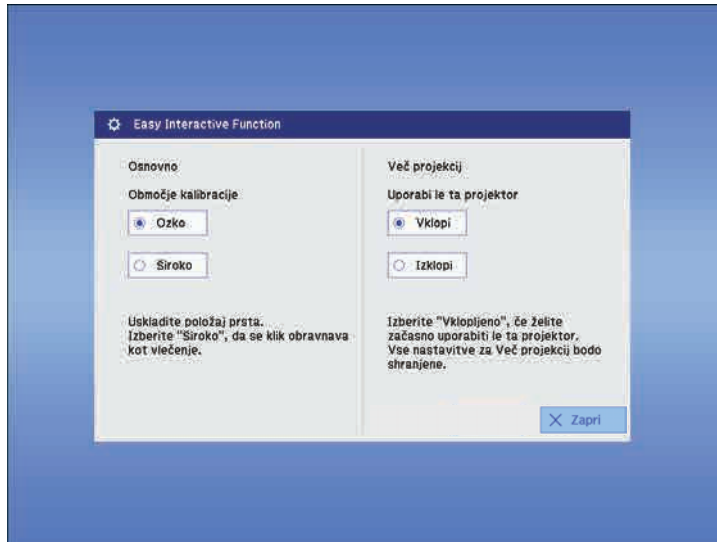 Easy Interactive Function
Osnovno
Območje kalibracije
Ozko
Široko
Uskladite položaj prsta.
Izberite "Široko", da se klik obravnava
kot vlečenje.
Več projekcij
Uporabi le ta projektor
Vklopi
Izklopi
Izberite "Vklopljeno", če želite
začasno uporabiti le ta projektor.
Vse nastavitve za Več projekcij bodo
shranjene.
Zapri